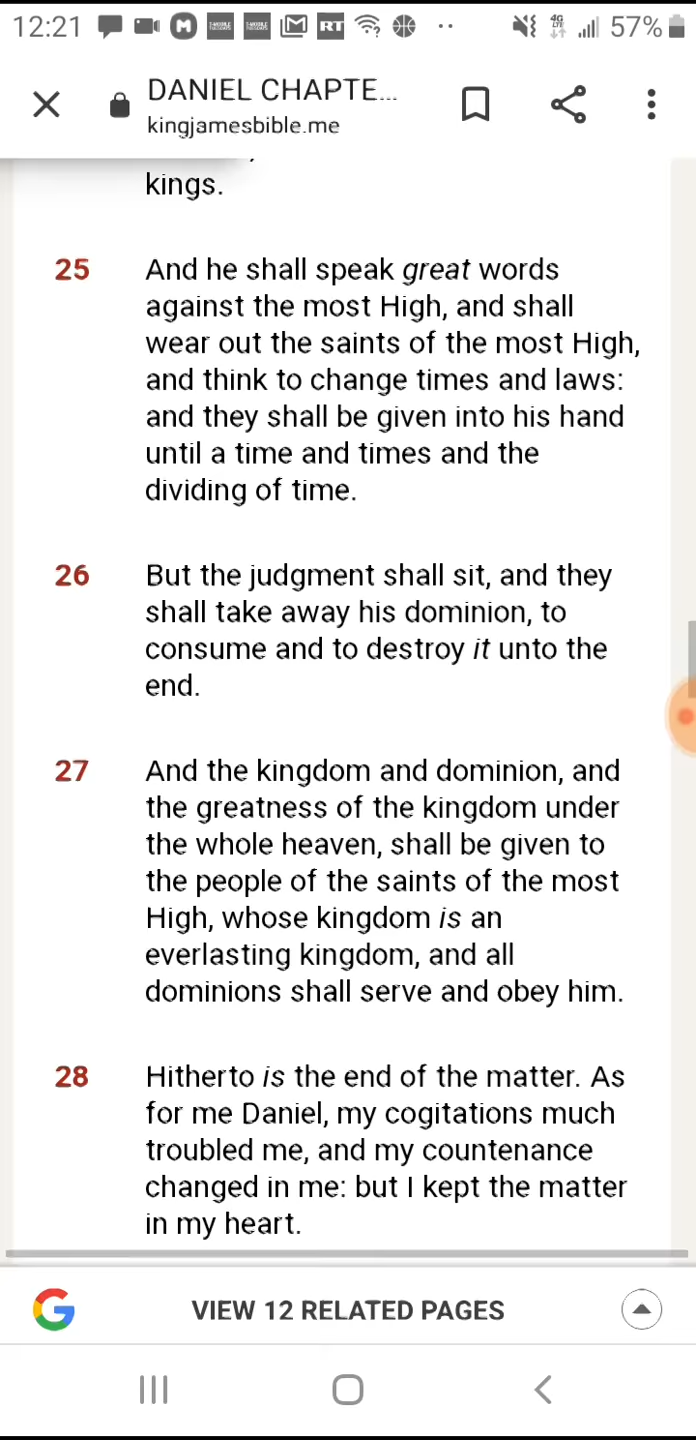 12:21
57%
DANIEL CHAPTE...
kingjamesbible.me
kings.
25 And he shall speak great words
against the most High, and shall
wear out the saints of the most High,
and think to change times and laws:
and they shall be given into his hand
until a time and times and the
dividing of time.
26 But the judgment shall sit, and they
shall take away his dominion, to
consume and to destroy it unto the
end.
27 And the kingdom and dominion, and
the greatness of the kingdom under
the whole heaven, shall be given to
the people of the saints of the most
High, whose kingdom is an
everlasting kingdom, and all
dominions shall serve and obey him.
28 Hitherto is the end of the matter. As
for me Daniel, my cogitations much
troubled me, and my countenance
changed in me: but I kept the matter
in my heart.
VIEW 12 RELATED PAGES